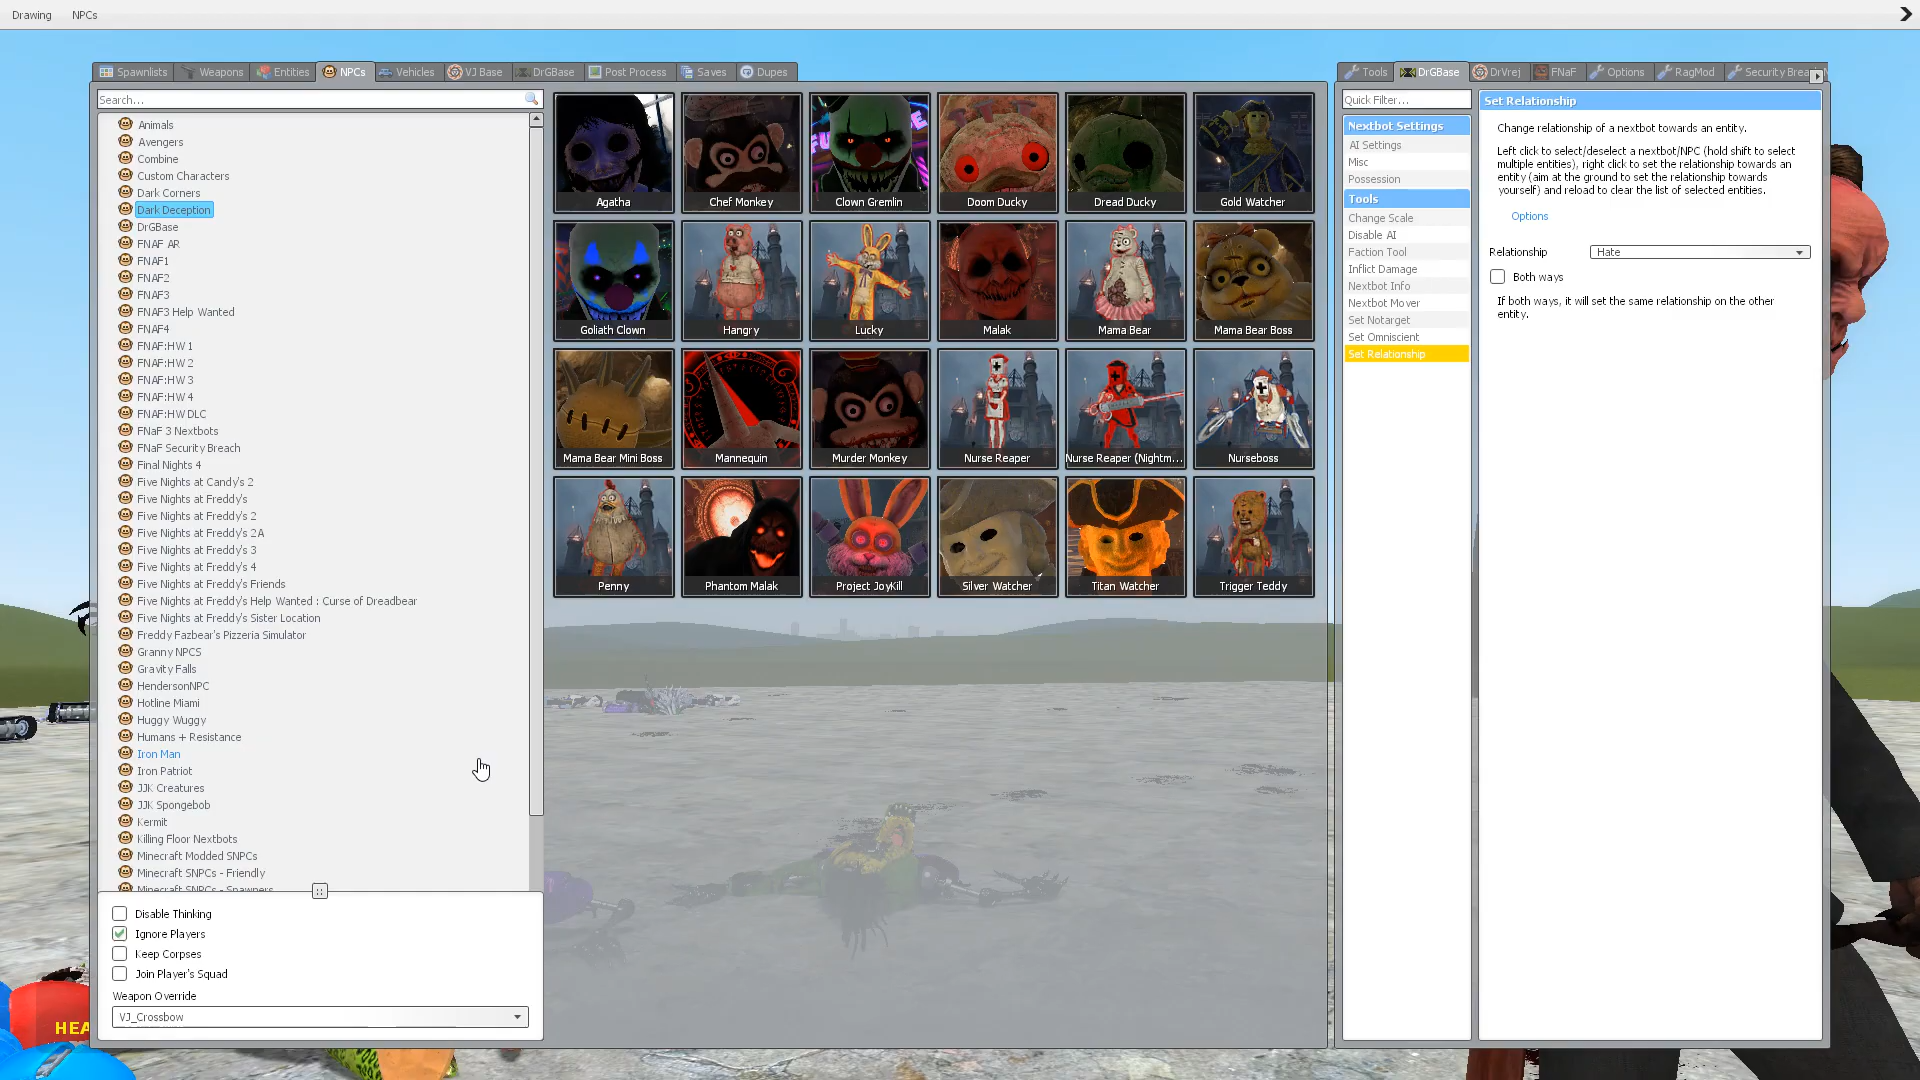 Drawing NPCs
Spawnlists Weapons Entities NPCs Vehicles VJ Base DrGBase Post Process Saves Dupes
Tools DrGBase DrVrej FNaF Options RagMod Security Brea
Search...
Animals
Avengers
Combine
Custom Characters
Dark Corners
Dark Deception
DrGBase
FNAF AR
FNAF1
FNAF2
FNAF3
FNAF3 Help Wanted
FNAF4
FNAF:HW 1
FNAF:HW 2
FNAF:HW 3
FNAF:HW 4
FNAF:HW DLC
FNaF 3 Nextbots
FNaF Security Breach
Final Nights 4
Five Nights at Candy's 2
Five Nights at Freddy's
Five Nights at Freddy's 2
Five Nights at Freddy's 2A
Five Nights at Freddy's 3
Five Nights at Freddy's 4
Five Nights at Freddy's Friends
Five Nights at Freddy's Help Wanted : Curse of Dreadbear
Five Nights at Freddy's Sister Location
Freddy Fazbear's Pizzeria Simulator
Granny NPCS
Gravity Falls
HendersonNPC
Hotline Miami
Huggy Wuggy
Humans + Resistance
Iron Man
Iron Patriot
JJK Creatures
JJK Spongebob
Kermit
Killing Floor Nextbots
Minecraft Modded SNPCs
Minecraft SNPCs - Friendly
Minecraft SNPCs - Spawners
Disable Thinking
Ignore Players
Keep Corpses
Join Player's Squad
Weapon Override
VJ_Crossbow
Agatha Chef Monkey Clown Gremlin Doom Ducky Dread Ducky Gold Watcher
Goliath Clown Hangry Lucky Malak Mama Bear Mama Bear Boss
Mama Bear Mini Boss Mannequin Murder Monkey Nurse Reaper Nurse Reaper (Nightm... Nurseboss
Penny Phantom Malak Project JoyKill Silver Watcher Titan Watcher Trigger Teddy
Quick Filter...
Nextbot Settings
AI Settings
Misc
Possession
Tools
Change Scale
Disable AI
Faction Tool
Inflict Damage
Nextbot Info
Nextbot Mover
Set Notarget
Set Omniscient
Set Relationship
Set Relationship
Change relationship of a nextbot towards an entity.
Left click to select/deselect a nextbot/NPC (hold shift to select
multiple entities), right click to set the relationship towards an
entity (aim at the ground to set the relationship towards
yourself) and reload to clear the list of selected entities.
Options
Relationship Hate
Both ways
If both ways, it will set the same relationship on the other
entity.
HEA